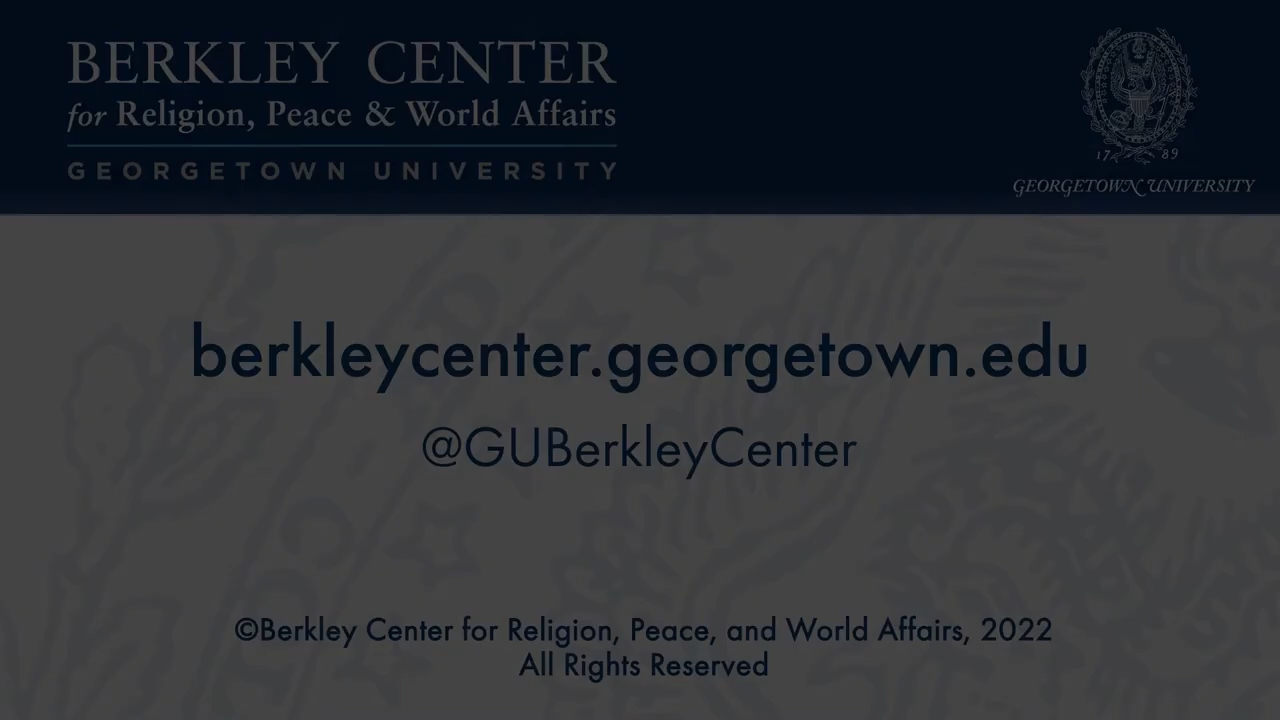 BERKLEY CENTER
for Religion, Peace & World Affairs
GEORGETOWN UNIVERSITY
17 89
GEORGETOWN UNIVERSITY
berkleycenter.georgetown.edu
@GUBerkleyCenter
©Berkley Center for Religion, Peace, and World Affairs, 2022
All Rights Reserved